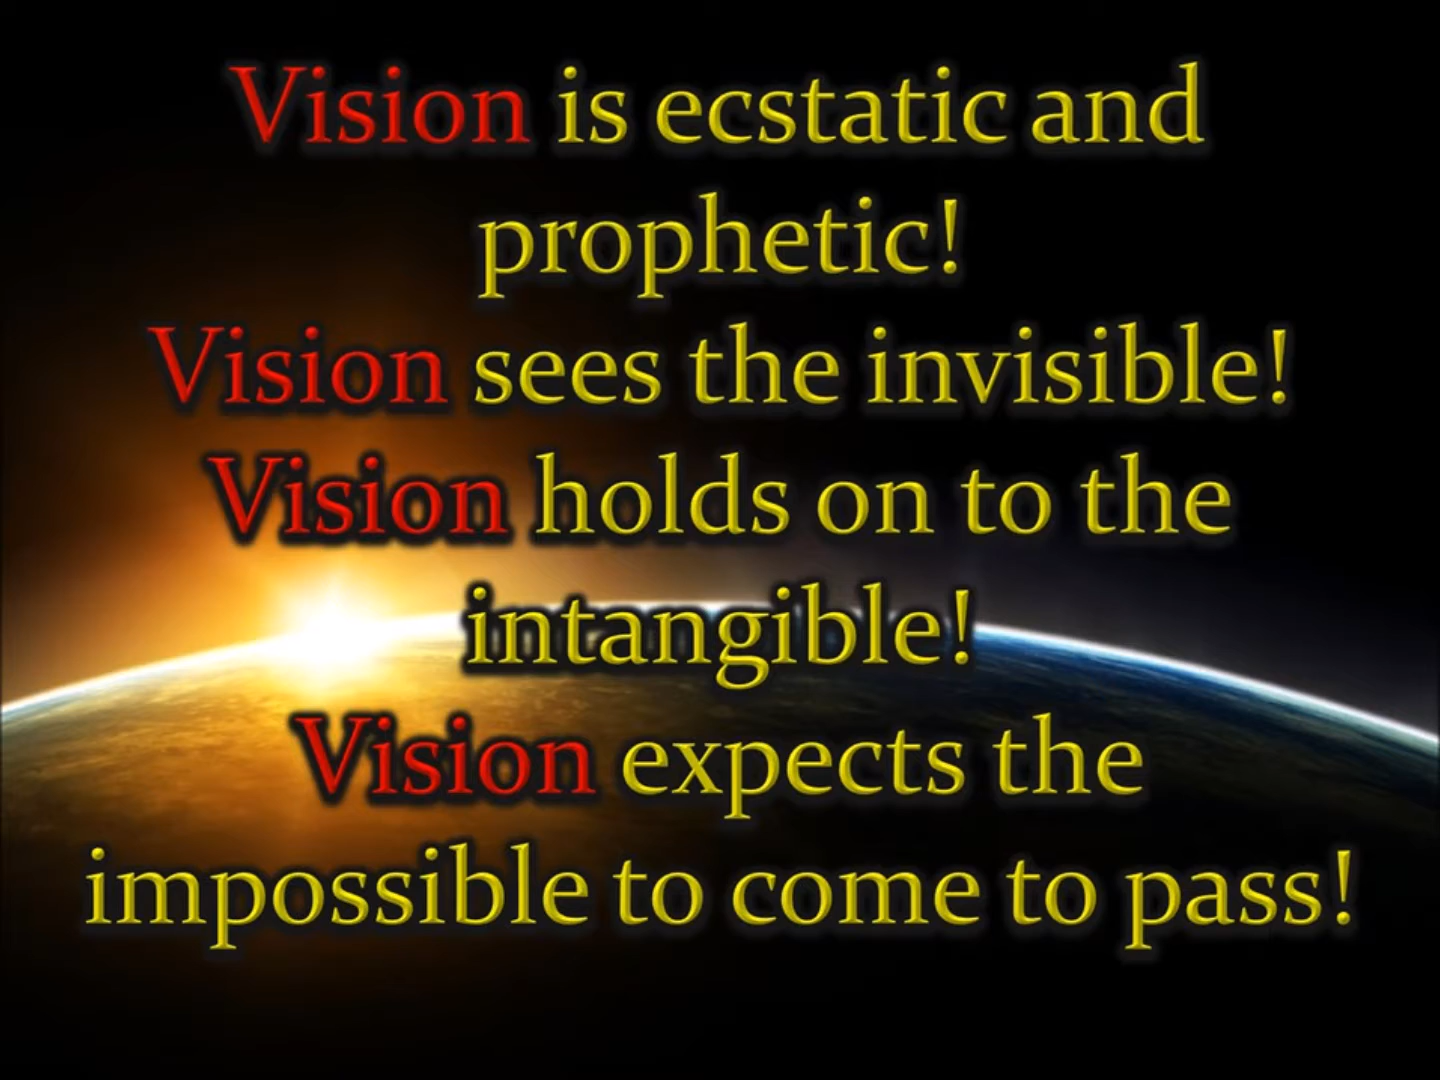 Vision is ecstatic and
prophetic!
Vision sees the invisible!
Vision holds on to the
intangible!
Vision expects the
impossible to come to pass!